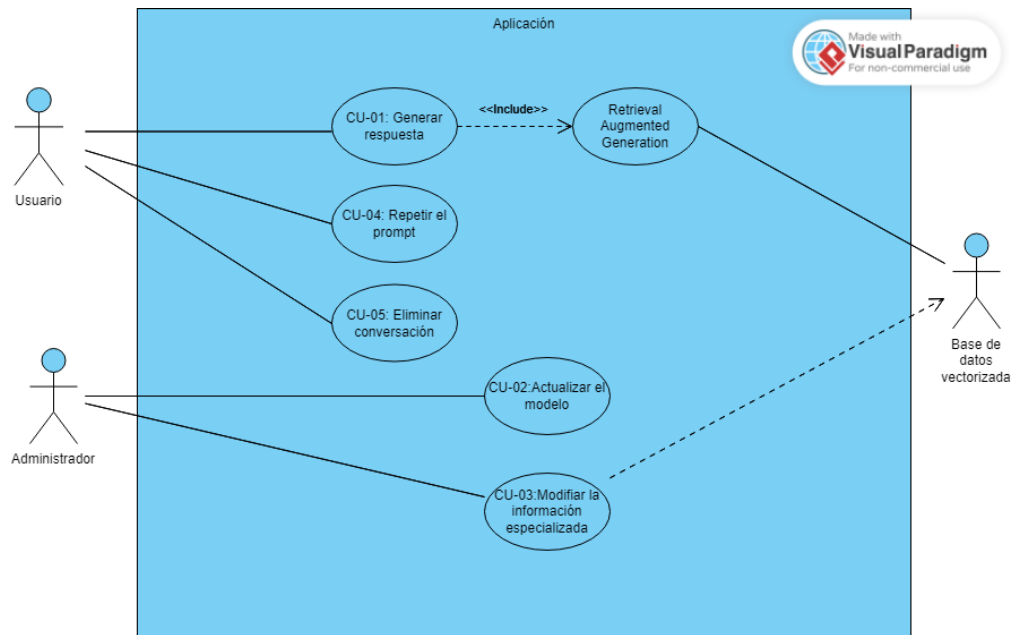 Aplicación
Made with
Visual Paradigm
For non-commercial use
Usuario
CU-01: Generar
respuesta
<<Include>>
Retrieval
Augmented
Generation
CU-04: Repetir el
prompt
CU-05: Eliminar
conversación
Base de
datos
vectorizada
Administrador
CU-02:Actualizar el
modelo
CU-03:Modifiar la
información
especializada